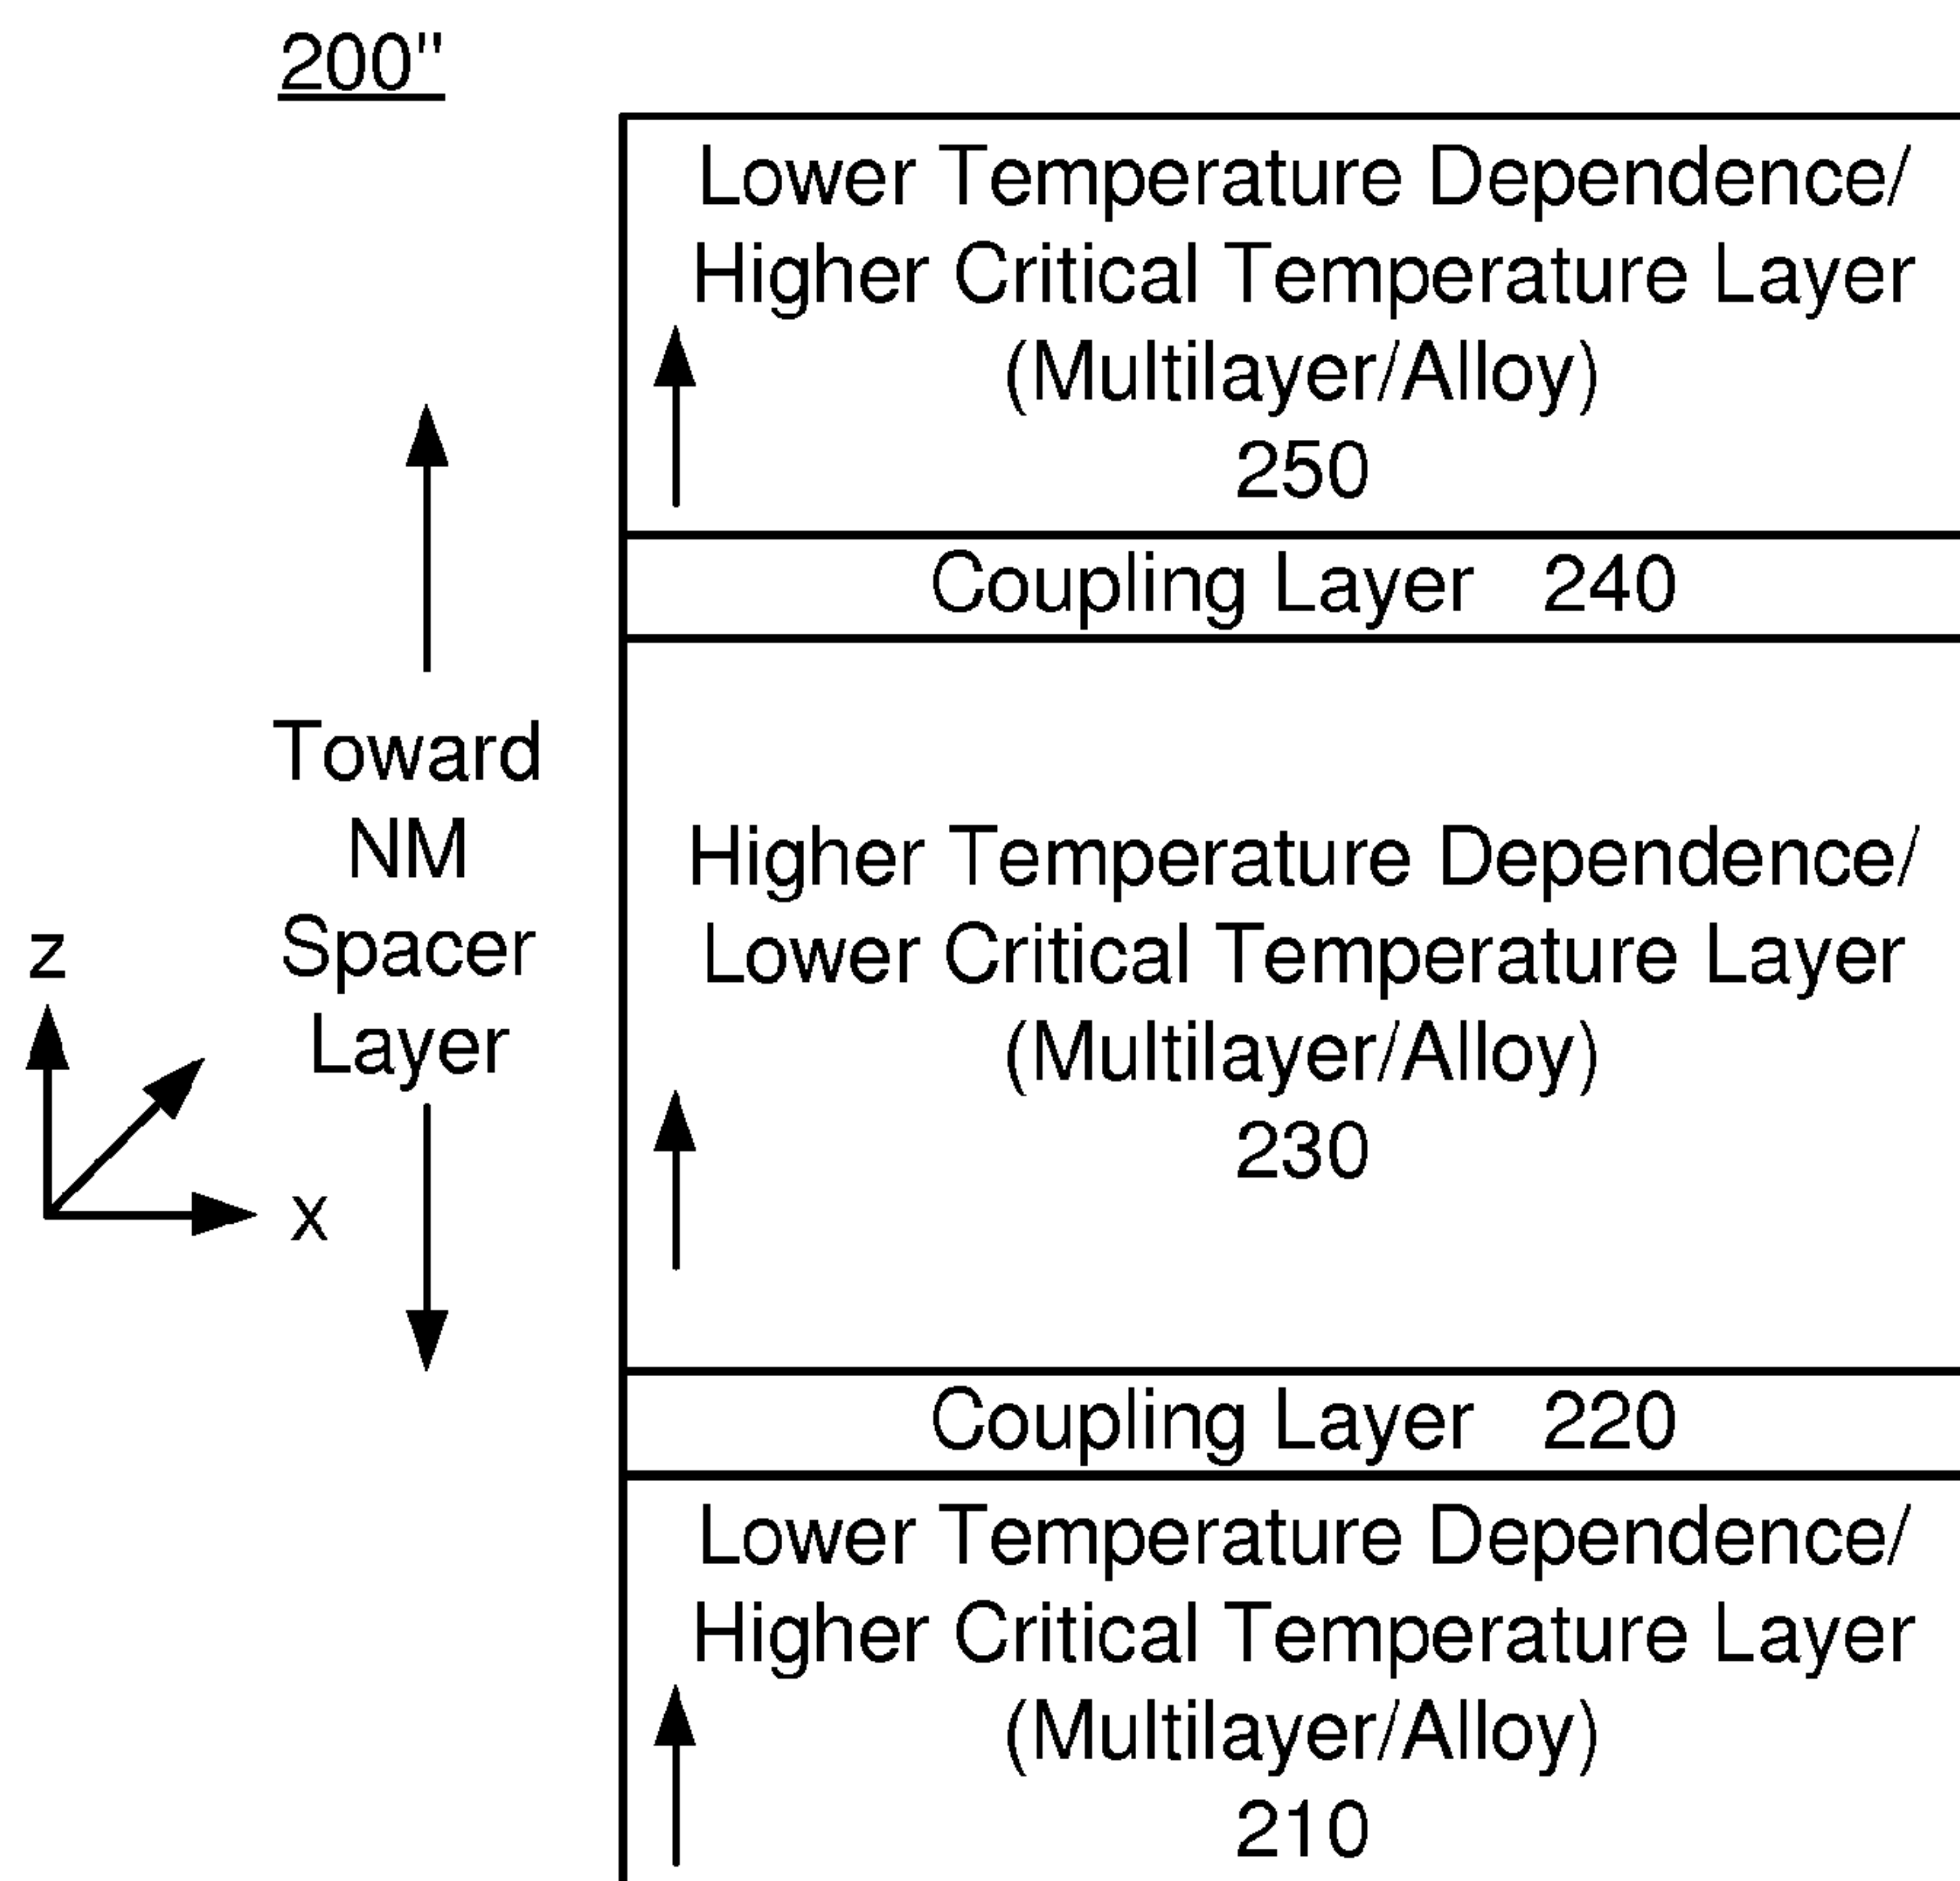 200"
Lower Temperature Dependence/
Higher Critical Temperature Layer
(Multilayer/Alloy)
250
Coupling Layer 240
Toward
NM
Spacer
Layer
z
x
Higher Temperature Dependence/
Lower Critical Temperature Layer
(Multilayer/Alloy)
230
Coupling Layer 220
Lower Temperature Dependence/
Higher Critical Temperature Layer
(Multilayer/Alloy)
210